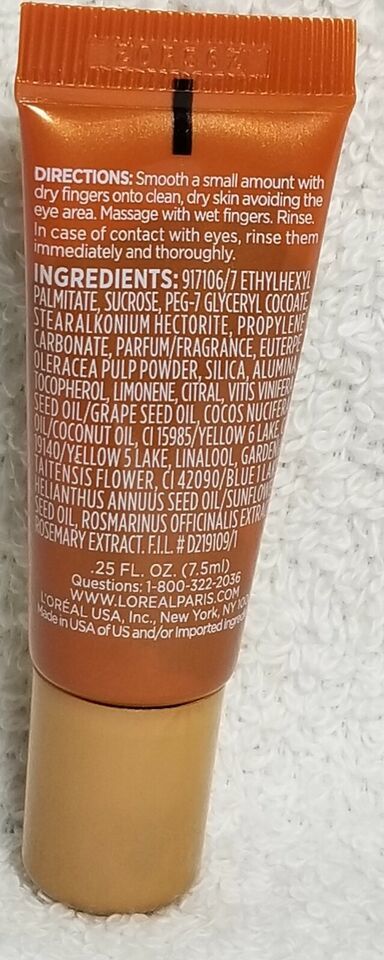 DIRECTIONS: Smooth a small amount with
dry fingers onto clean, dry skin avoiding the
eye area. Massage with wet fingers. Rinse.
In case of contact with eyes, rinse them
immediately and thoroughly.
INGREDIENTS: 917106/7 ETHYLHEXYL
PALMITATE, SUCROSE, PEG-7 GLYCERYL COCOATE,
STEARALKONIUM HECTORITE, PROPYLENE
CARBONATE, PARFUM/FRAGRANCE, EUTERPE
OLERACEA PULP POWDER, SILICA, ALUMINA,
TOCOPHEROL, LIMONENE, CITRAL, VITIS VINIFERA
SEED OIL/GRAPE SEED OIL, COCOS NUCIFERA
OIL/COCONUT OIL, CI 15985/YELLOW 6 LAKE,
19140/YELLOW 5 LAKE, LINALOOL, GARDEN
TAITENSIS FLOWER, CI 42090/BLUE 1 LAKE
HELIANTHUS ANNUUS SEED OIL/SUNFLOW
SEED OIL, ROSMARINUS OFFICINALIS EXTRA
ROSEMARY EXTRACT. F.I.L. # D219109/1
.25 FL. OZ. (7.5ml)
Questions: 1-800-322-2036
WWW.LOREALPARIS.COM
L'ORÉAL USA, Inc., New York, NY 100
Made in USA of US and/or Imported Ingre